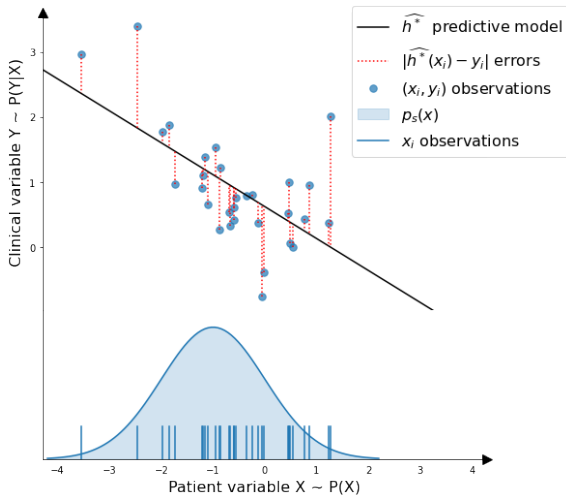 ĥ* predictive model
|ĥ*(xᵢ) − yᵢ| errors
(xᵢ, yᵢ) observations
pₛ(x)
xᵢ observations
Clinical variable Y ~ P(Y|X)
3
2
1
0
−4 −3 −2 −1 0 1 2 3 4
Patient variable X ~ P(X)